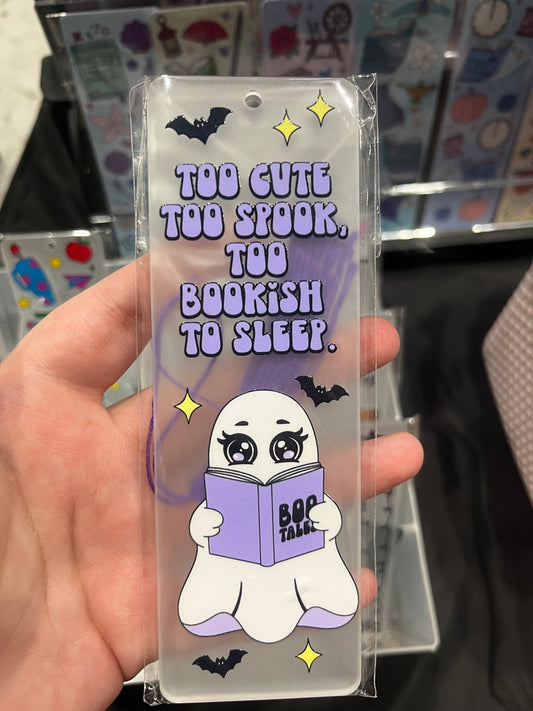 TOO CUTE
TOO SPOOK,
TOO
BOOKiSH
TO SLEEP.
BOO
TALES